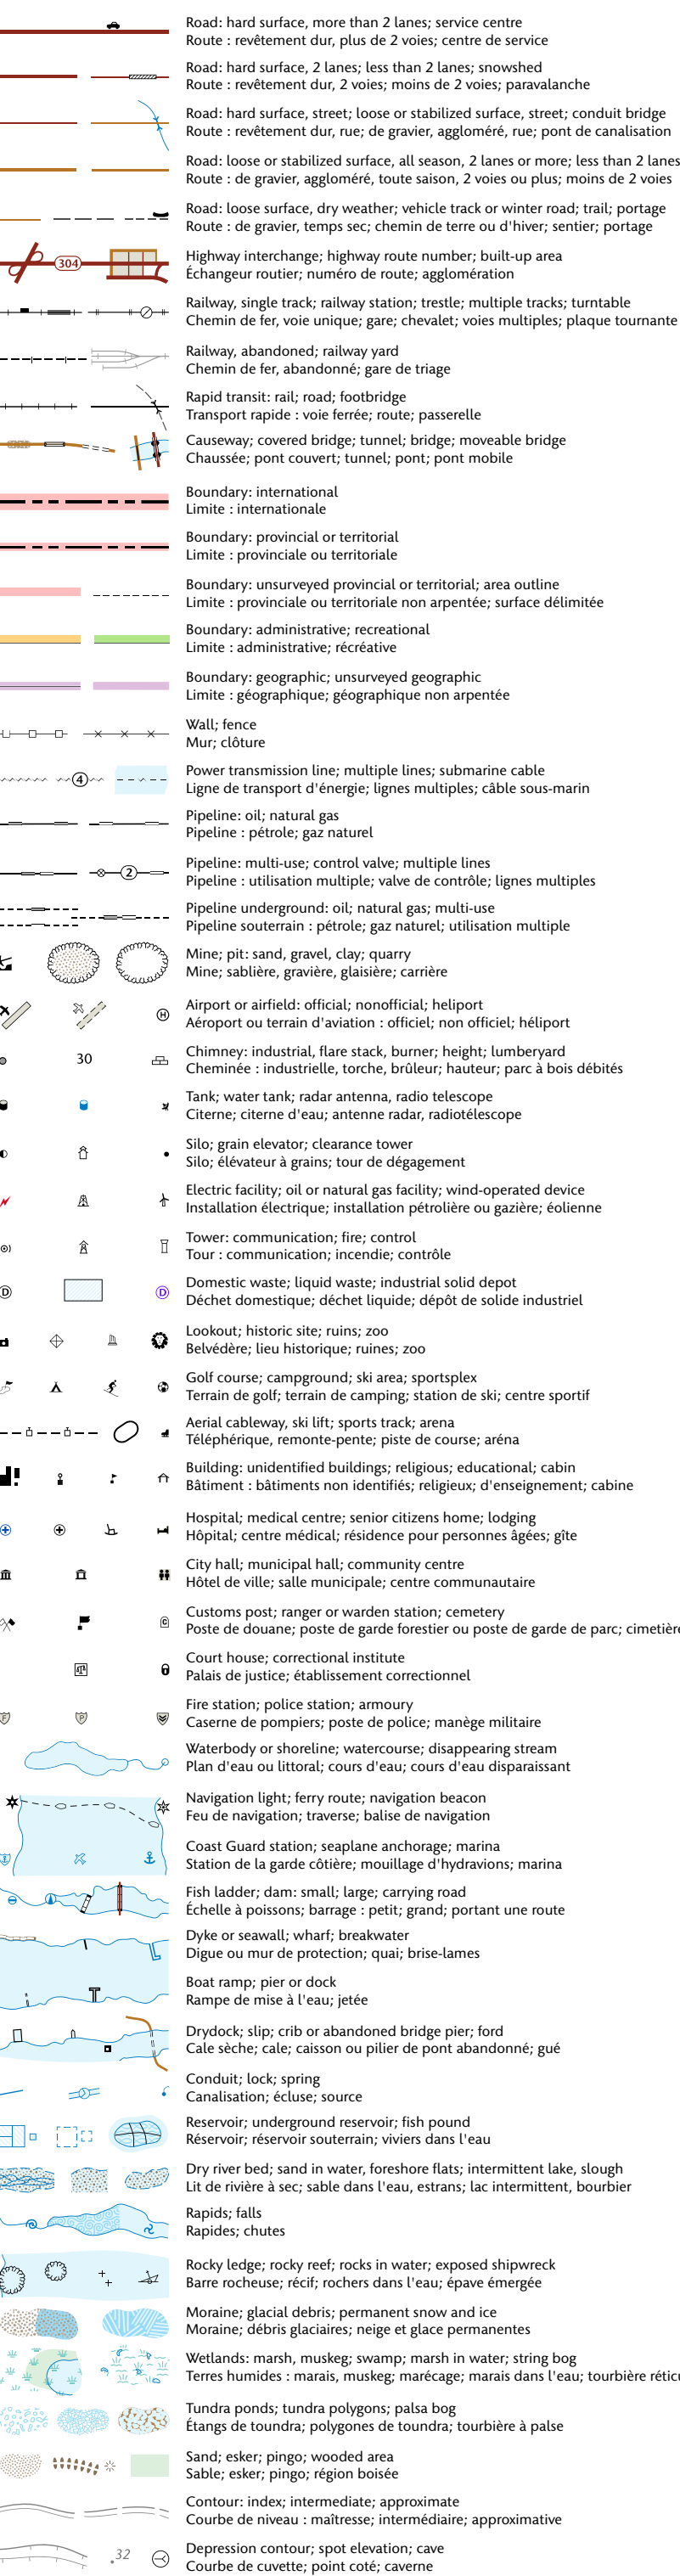 Road: hard surface, more than 2 lanes; service centre
Route : revêtement dur, plus de 2 voies; centre de service
Road: hard surface, 2 lanes; less than 2 lanes; snowshed
Route : revêtement dur, 2 voies; moins de 2 voies; paravalanche
Road: hard surface, street; loose or stabilized surface, street; conduit bridge
Route : revêtement dur, rue; de gravier, aggloméré, rue; pont de canalisation
Road: loose or stabilized surface, all season, 2 lanes or more; less than 2 lanes
Route : de gravier, aggloméré, toute saison, 2 voies ou plus; moins de 2 voies
Road: loose surface, dry weather; vehicle track or winter road; trail; portage
Route : de gravier, temps sec; chemin de terre ou d'hiver; sentier; portage
304
Highway interchange; highway route number; built-up area
Échangeur routier; numéro de route; agglomération
Railway, single track; railway station; trestle; multiple tracks; turntable
Chemin de fer, voie unique; gare; chevalet; voies multiples; plaque tournante
Railway, abandoned; railway yard
Chemin de fer, abandonné; gare de triage
Rapid transit: rail; road; footbridge
Transport rapide : voie ferrée; route; passerelle
Causeway; covered bridge; tunnel; bridge; moveable bridge
Chaussée; pont couvert; tunnel; pont; pont mobile
Boundary: international
Limite : internationale
Boundary: provincial or territorial
Limite : provinciale ou territoriale
Boundary: unsurveyed provincial or territorial; area outline
Limite : provinciale ou territoriale non arpentée; surface délimitée
Boundary: administrative; recreational
Limite : administrative; récréative
Boundary: geographic; unsurveyed geographic
Limite : géographique; géographique non arpentée
Wall; fence
Mur; clôture
4
Power transmission line; multiple lines; submarine cable
Ligne de transport d'énergie; lignes multiples; câble sous-marin
Pipeline: oil; natural gas
Pipeline : pétrole; gaz naturel
2
Pipeline: multi-use; control valve; multiple lines
Pipeline : utilisation multiple; valve de contrôle; lignes multiples
Pipeline underground: oil; natural gas; multi-use
Pipeline souterrain : pétrole; gaz naturel; utilisation multiple
Mine; pit: sand, gravel, clay; quarry
Mine; sablière, gravière, glaisière; carrière
H
Airport or airfield: official; nonofficial; heliport
Aéroport ou terrain d'aviation : officiel; non officiel; héliport
30
Chimney: industrial, flare stack, burner; height; lumberyard
Cheminée : industrielle, torche, brûleur; hauteur; parc à bois débités
Tank; water tank; radar antenna, radio telescope
Citerne; citerne d'eau; antenne radar, radiotélescope
Silo; grain elevator; clearance tower
Silo; élévateur à grains; tour de dégagement
Electric facility; oil or natural gas facility; wind-operated device
Installation électrique; installation pétrolière ou gazière; éolienne
Tower: communication; fire; control
Tour : communication; incendie; contrôle
D D
Domestic waste; liquid waste; industrial solid depot
Déchet domestique; déchet liquide; dépôt de solide industriel
Lookout; historic site; ruins; zoo
Belvédère; lieu historique; ruines; zoo
Golf course; campground; ski area; sportsplex
Terrain de golf; terrain de camping; station de ski; centre sportif
Aerial cableway, ski lift; sports track; arena
Téléphérique, remonte-pente; piste de course; aréna
Building: unidentified buildings; religious; educational; cabin
Bâtiment : bâtiments non identifiés; religieux; d'enseignement; cabine
Hospital; medical centre; senior citizens home; lodging
Hôpital; centre médical; résidence pour personnes âgées; gîte
City hall; municipal hall; community centre
Hôtel de ville; salle municipale; centre communautaire
C
Customs post; ranger or warden station; cemetery
Poste de douane; poste de garde forestier ou poste de garde de parc; cimetière
Court house; correctional institute
Palais de justice; établissement correctionnel
F P
Fire station; police station; armoury
Caserne de pompiers; poste de police; manège militaire
Waterbody or shoreline; watercourse; disappearing stream
Plan d'eau ou littoral; cours d'eau; cours d'eau disparaissant
Navigation light; ferry route; navigation beacon
Feu de navigation; traverse; balise de navigation
Coast Guard station; seaplane anchorage; marina
Station de la garde côtière; mouillage d'hydravions; marina
Fish ladder; dam: small; large; carrying road
Échelle à poissons; barrage : petit; grand; portant une route
Dyke or seawall; wharf; breakwater
Digue ou mur de protection; quai; brise-lames
Boat ramp; pier or dock
Rampe de mise à l'eau; jetée
Drydock; slip; crib or abandoned bridge pier; ford
Cale sèche; cale; caisson ou pilier de pont abandonné; gué
Conduit; lock; spring
Canalisation; écluse; source
Reservoir; underground reservoir; fish pound
Réservoir; réservoir souterrain; viviers dans l'eau
Dry river bed; sand in water, foreshore flats; intermittent lake, slough
Lit de rivière à sec; sable dans l'eau, estrans; lac intermittent, bourbier
Rapids; falls
Rapides; chutes
Rocky ledge; rocky reef; rocks in water; exposed shipwreck
Barre rocheuse; récif; rochers dans l'eau; épave émergée
Moraine; glacial debris; permanent snow and ice
Moraine; débris glaciaires; neige et glace permanentes
Wetlands: marsh, muskeg; swamp; marsh in water; string bog
Terres humides : marais, muskeg; marécage; marais dans l'eau; tourbière réticu
Tundra ponds; tundra polygons; palsa bog
Étangs de toundra; polygones de toundra; tourbière à palse
Sand; esker; pingo; wooded area
Sable; esker; pingo; région boisée
Contour: index; intermediate; approximate
Courbe de niveau : maîtresse; intermédiaire; approximative
.32
Depression contour; spot elevation; cave
Courbe de cuvette; point coté; caverne